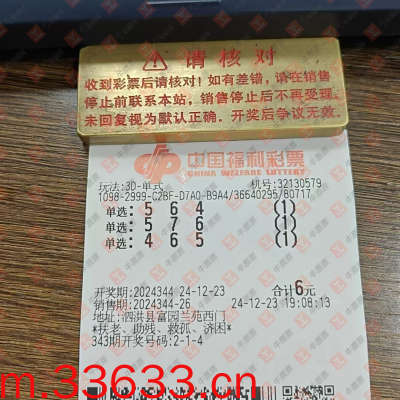 请核对
收到彩票后请核对!如有差错,请在销售
停止前联系本站,销售停止后不再受理。
未回复视为默认正确。开奖后争议无效。
中国福利彩票
CHINA WELFARE LOTTERY
玩法:3D-单式 机号:32130579
1098-2999-C2BF-D7A0-B9A4/36640295/80717
单选: 5 6 4 (1)
单选: 5 7 6 (1)
单选: 4 6 5 (1)
开奖期:2024344 24-12-23 合计6元
销售期:2024344-26 24-12-23 19:08:13
地址:泗洪县富园兰苑西门
*扶老、助残、救孤、济困*
343期开奖号码:2-1-4
m.33633.com.cn